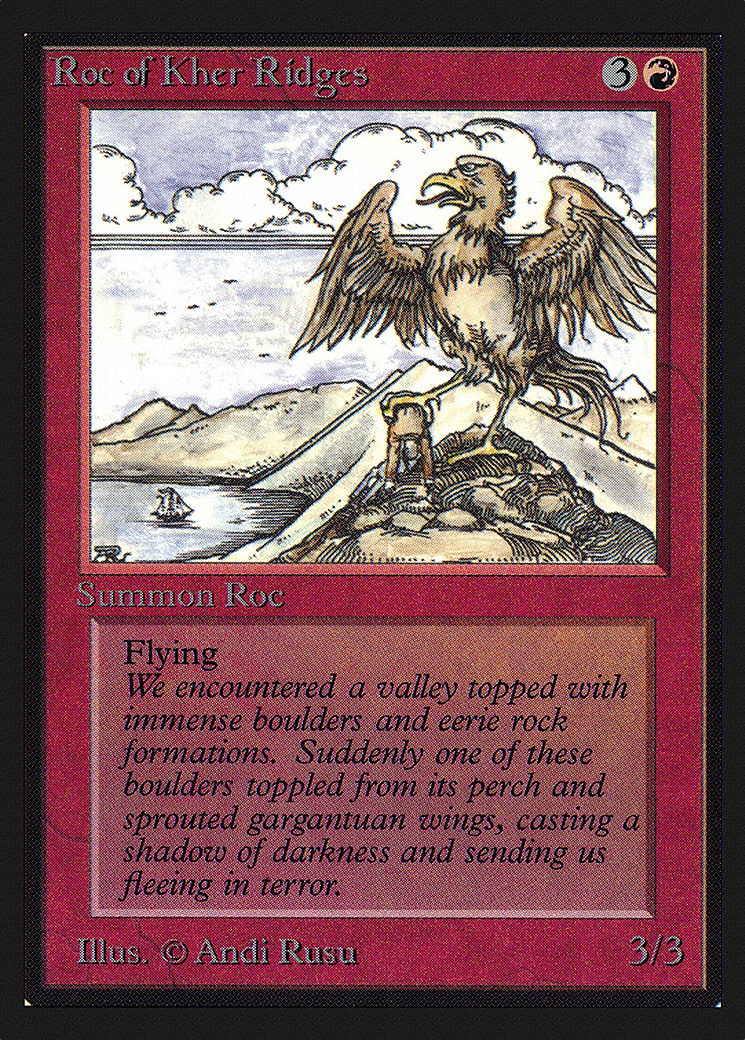 Roc of Kher Ridges 3
Summon Roc
Flying
We encountered a valley topped with
immense boulders and eerie rock
formations. Suddenly one of these
boulders toppled from its perch and
sprouted gargantuan wings, casting a
shadow of darkness and sending us
fleeing in terror.
Illus. © Andi Rusu 3/3